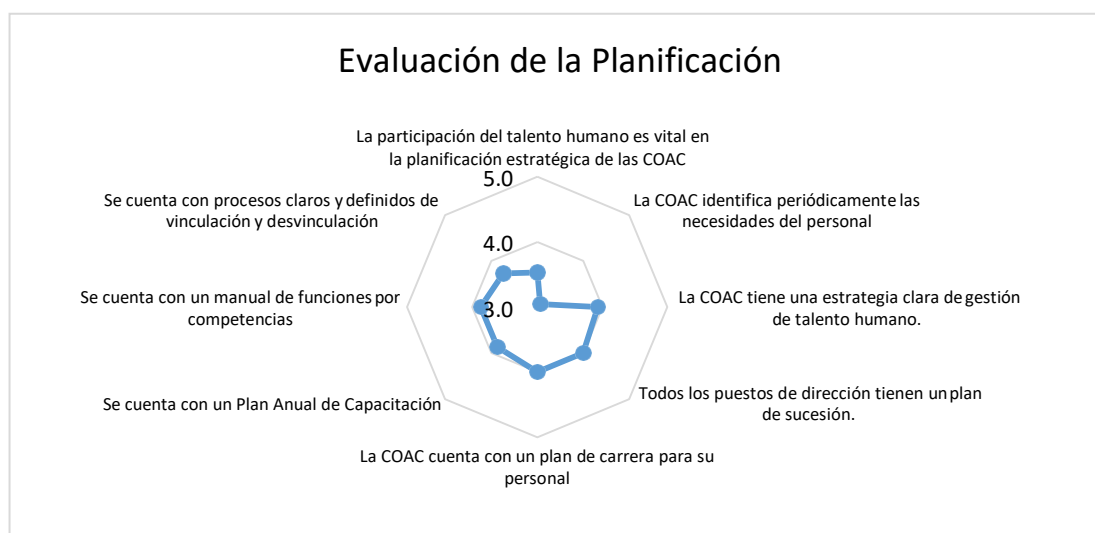 Evaluación de la Planificación
La participación del talento humano es vital en
la planificación estratégica de las COAC
5.0
Se cuenta con procesos claros y definidos de
vinculación y desvinculación
La COAC identifica periódicamente las
necesidades del personal
4.0
Se cuenta con un manual de funciones por
competencias
3.0
La COAC tiene una estrategia clara de gestión
de talento humano.
Se cuenta con un Plan Anual de Capacitación
Todos los puestos de dirección tienen un plan
de sucesión.
La COAC cuenta con un plan de carrera para su
personal